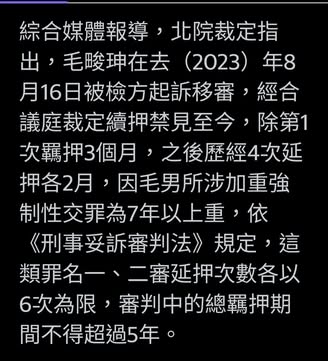 綜合媒體報導，北院裁定指
出，毛畯珅在去（2023）年8
月16日被檢方起訴移審，經合
議庭裁定續押禁見至今，除第1
次羈押3個月，之後歷經4次延
押各2月，因毛男所涉加重強
制性交罪為7年以上重，依
《刑事妥訴審判法》規定，這
類罪名一、二審延押次數各以
6次為限，審判中的總羈押期
間不得超過5年。